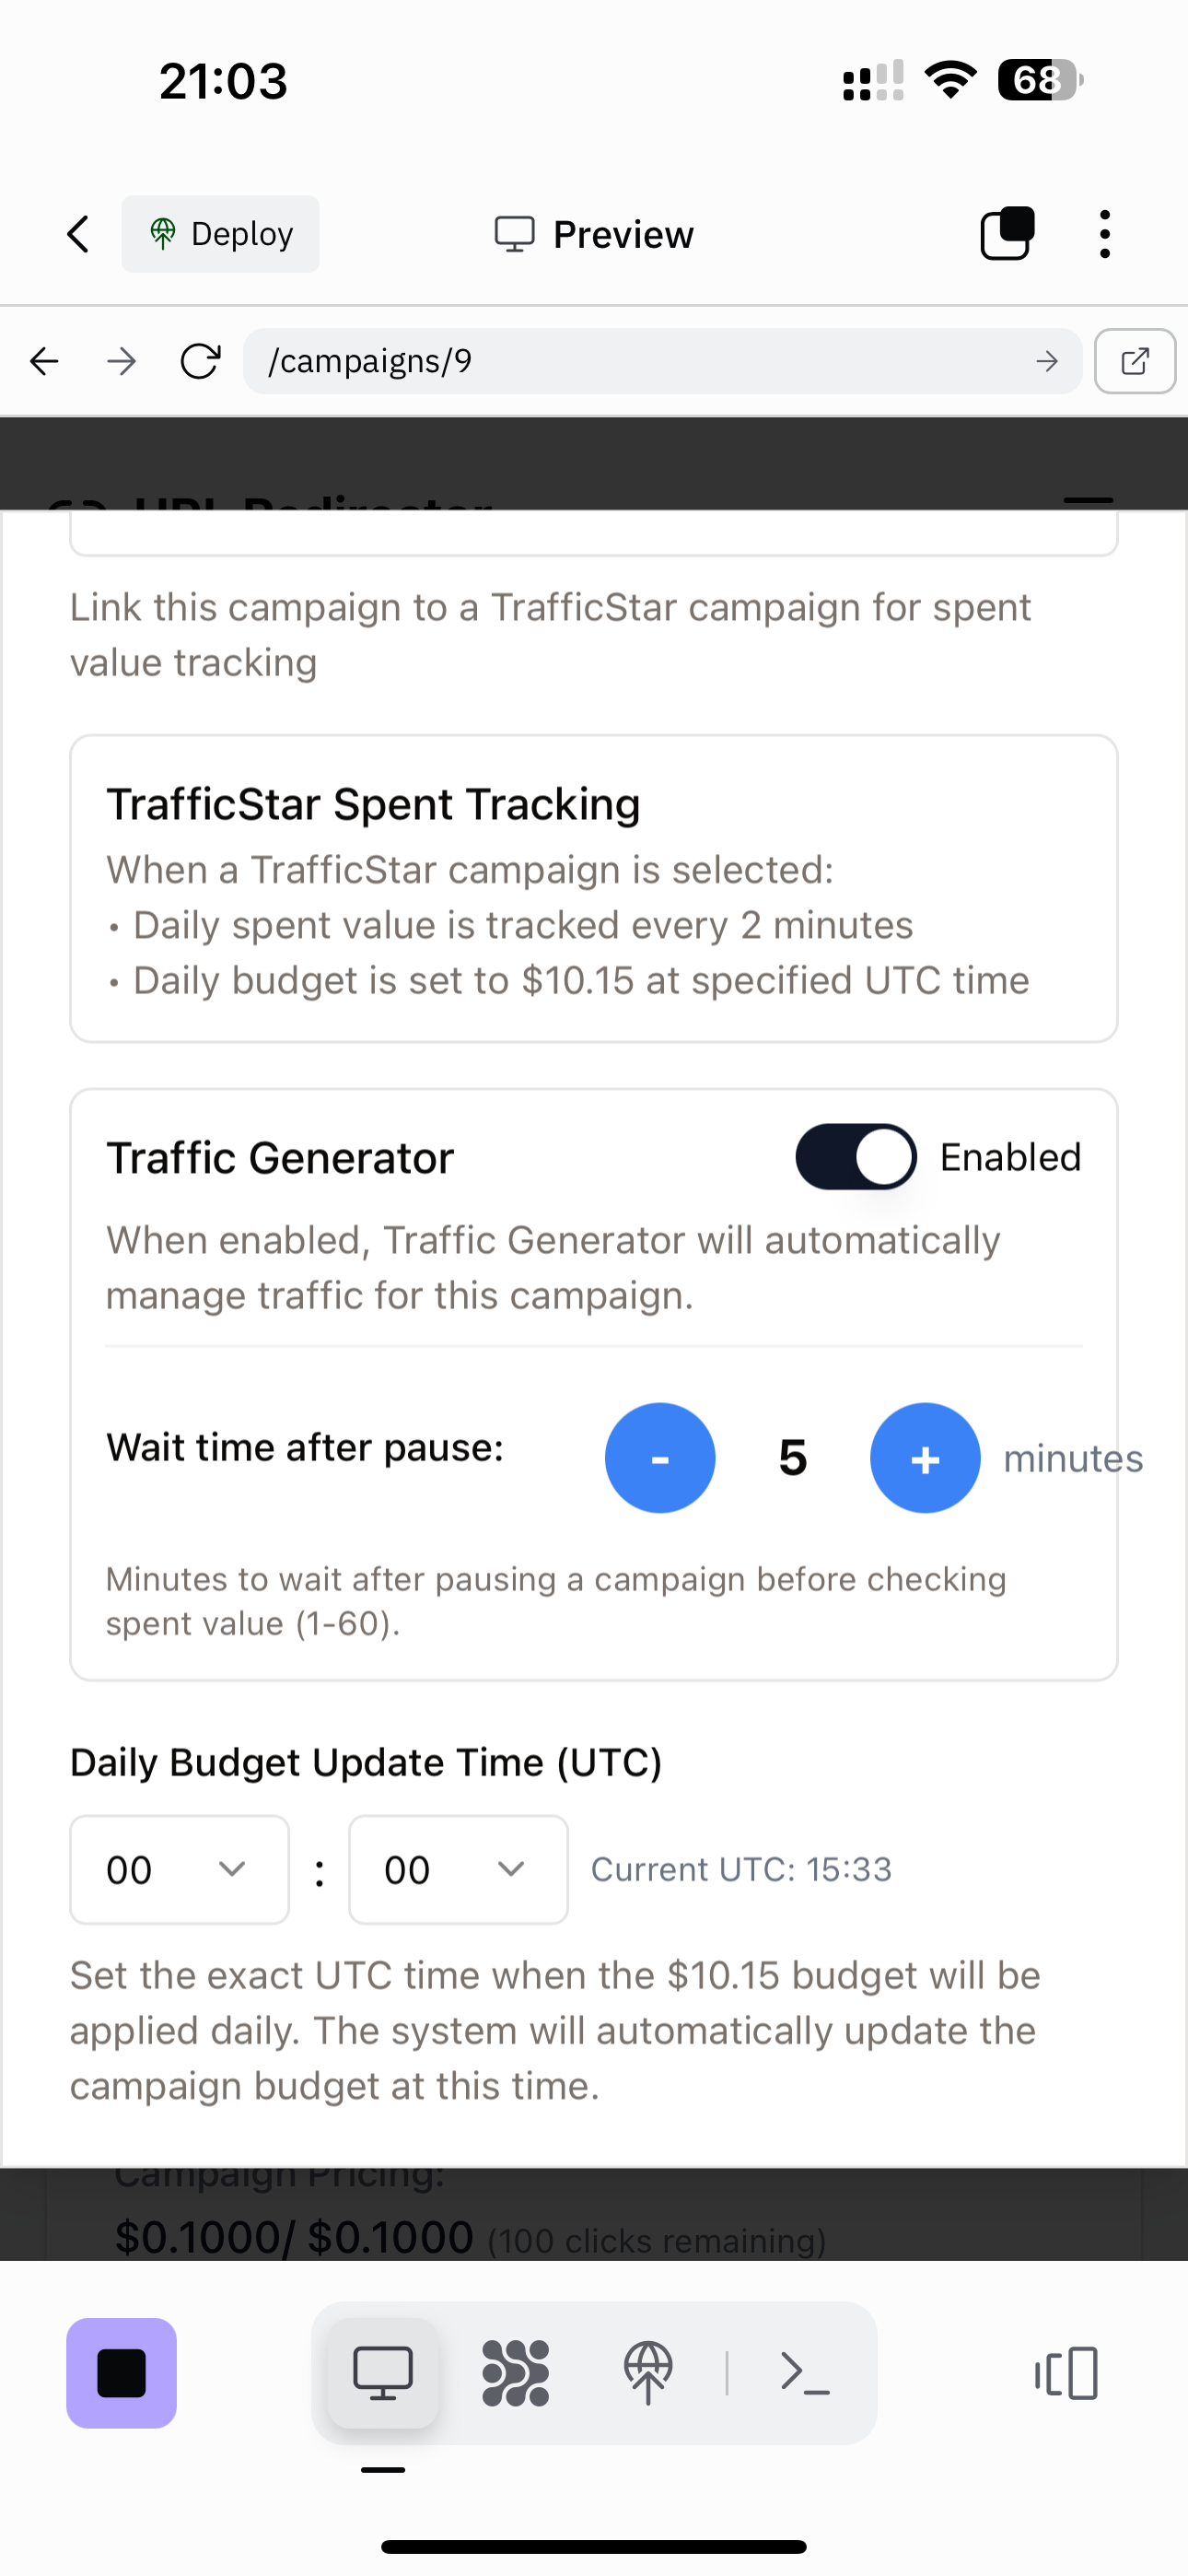 21:03
68
Deploy
Preview
/campaigns/9
URL Redirector
Link this campaign to a TrafficStar campaign for spent
value tracking
TrafficStar Spent Tracking
When a TrafficStar campaign is selected:
• Daily spent value is tracked every 2 minutes
• Daily budget is set to $10.15 at specified UTC time
Traffic Generator
Enabled
When enabled, Traffic Generator will automatically
manage traffic for this campaign.
Wait time after pause:
-
5
+
minutes
Minutes to wait after pausing a campaign before checking
spent value (1-60).
Daily Budget Update Time (UTC)
00 : 00 Current UTC: 15:33
Set the exact UTC time when the $10.15 budget will be
applied daily. The system will automatically update the
campaign budget at this time.
Campaign Pricing:
$0.1000/ $0.1000 (100 clicks remaining)